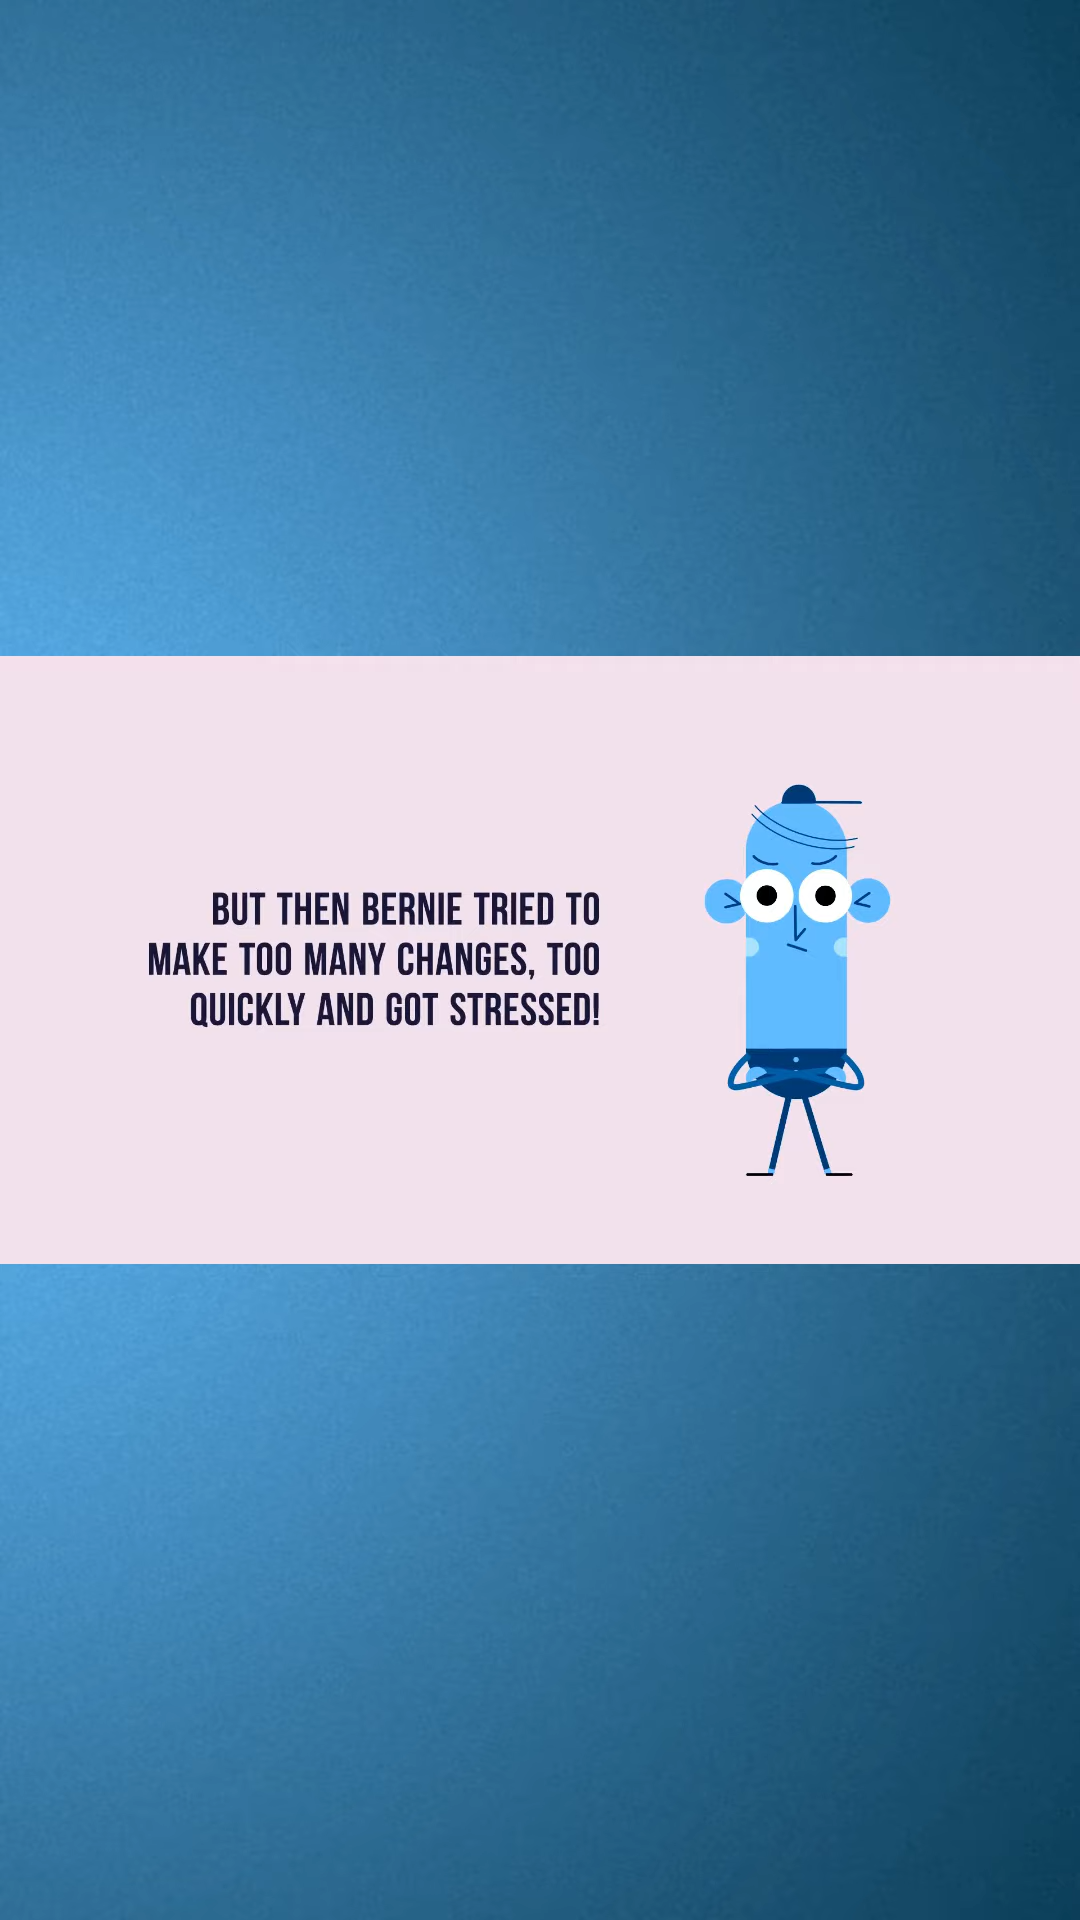 BUT THEN BERNIE TRIED TO
MAKE TOO MANY CHANGES, TOO
QUICKLY AND GOT STRESSED!